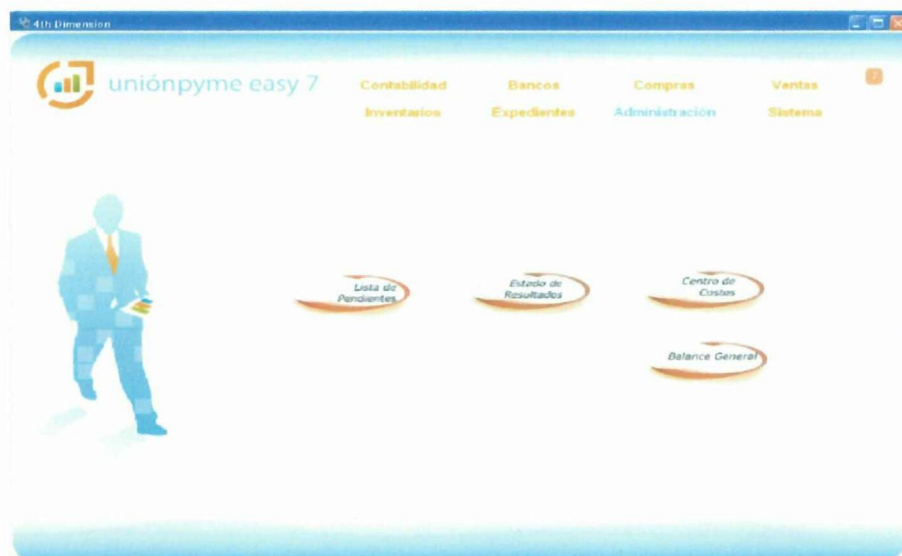 4th Dimension
uniónpyme easy 7
Contabilidad Bancos Compras Ventas
?
Inventarios Expedientes Administración Sistema
Lista de
Pendientes
Estado de
Resultados
Centro de
Costos
Balance General